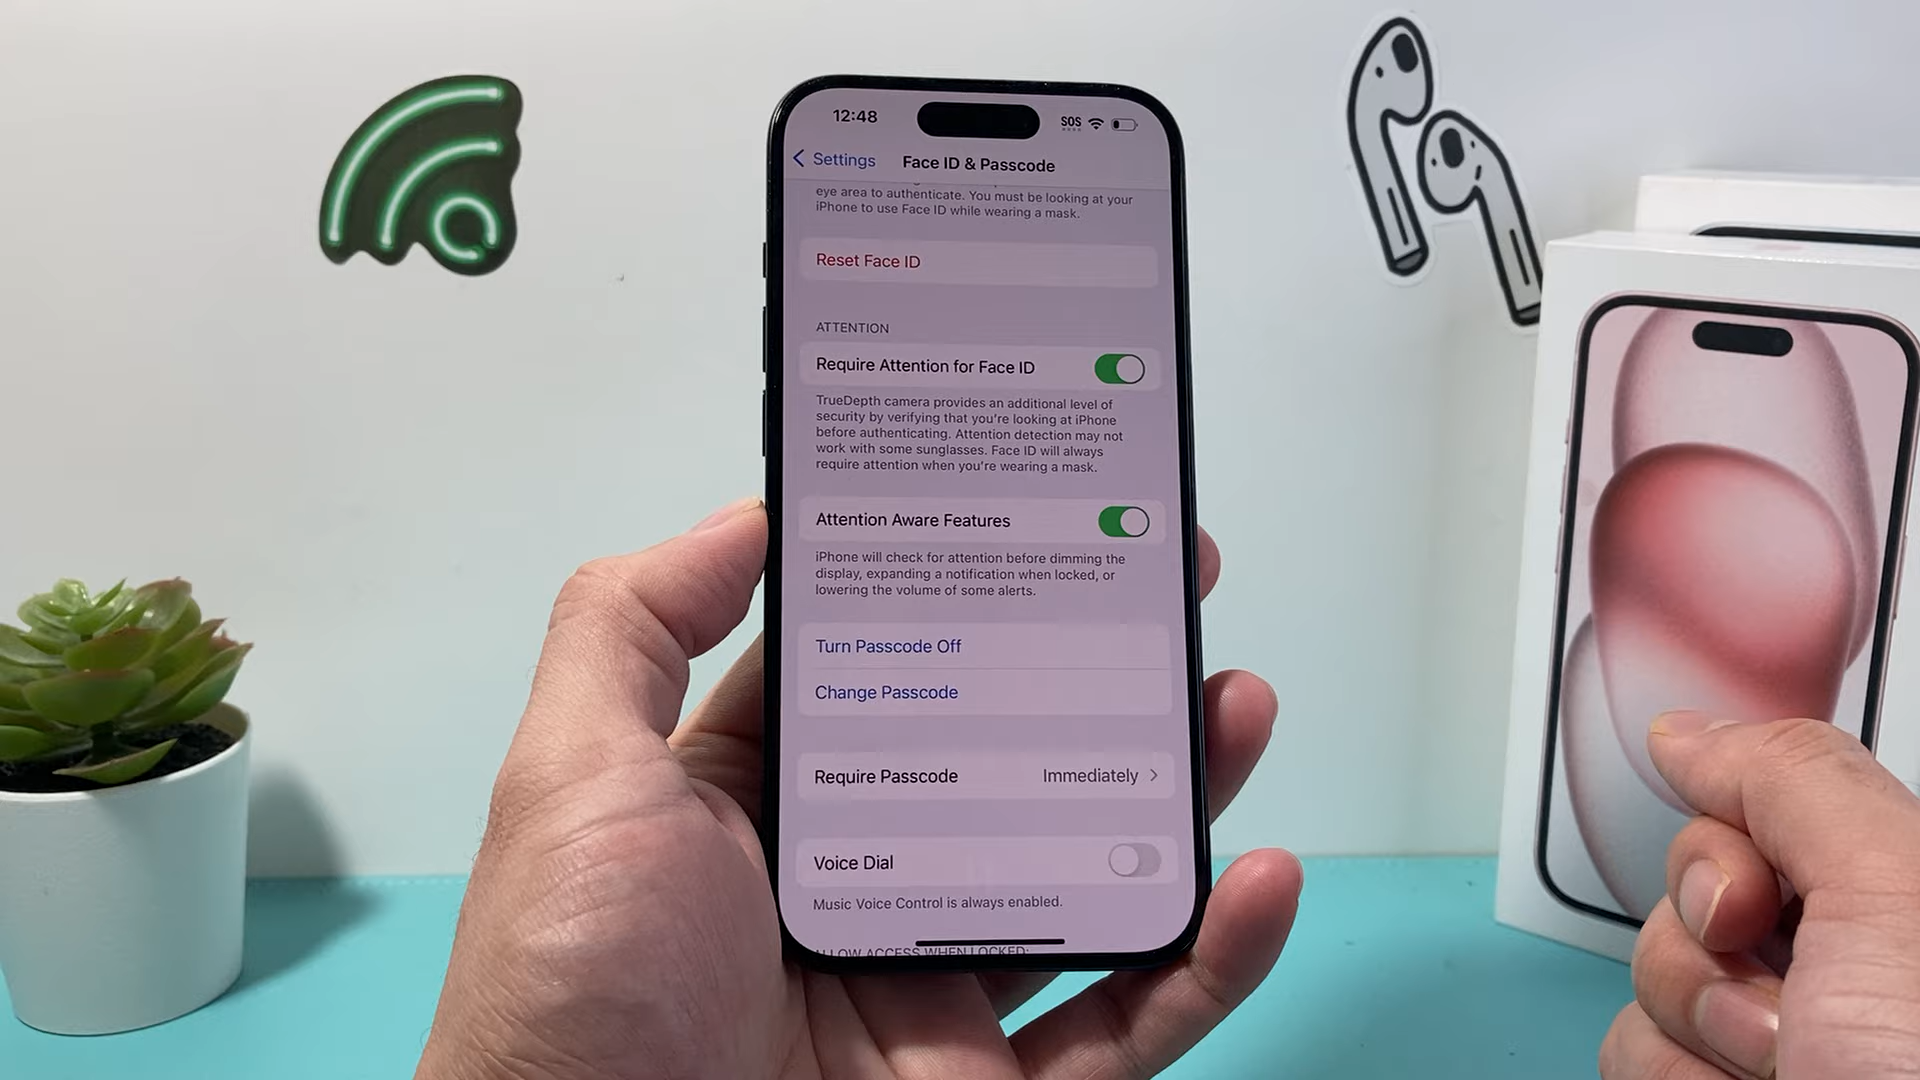 12:48
SOS
Settings
Face ID & Passcode
eye area to authenticate. You must be looking at your
iPhone to use Face ID while wearing a mask.
Reset Face ID
ATTENTION
Require Attention for Face ID
TrueDepth camera provides an additional level of
security by verifying that you're looking at iPhone
before authenticating. Attention detection may not
work with some sunglasses. Face ID will always
require attention when you're wearing a mask.
Attention Aware Features
iPhone will check for attention before dimming the
display, expanding a notification when locked, or
lowering the volume of some alerts.
Turn Passcode Off
Change Passcode
Require Passcode
Immediately
Voice Dial
Music Voice Control is always enabled.
ALLOW ACCESS WHEN LOCKED: